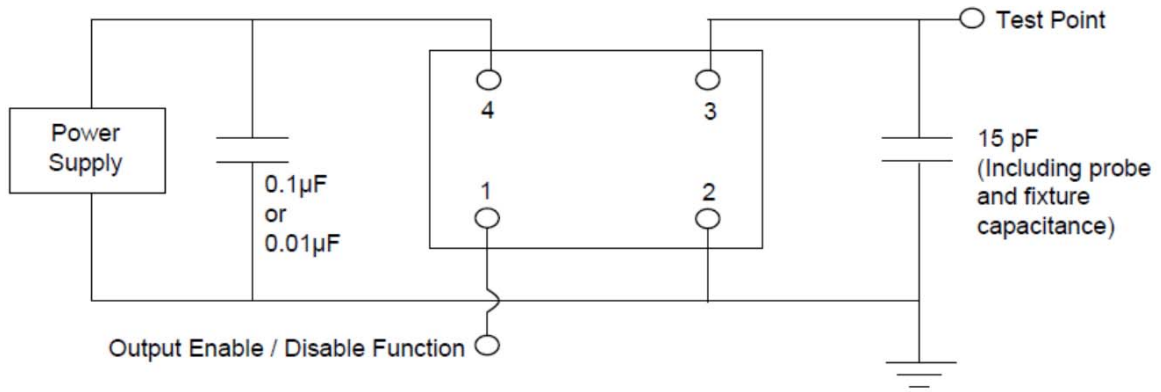 Test Point
4
3
Power
Supply
15 pF
(Including probe
and fixture
capacitance)
0.1µF
or
0.01µF
1
2
Output Enable / Disable Function